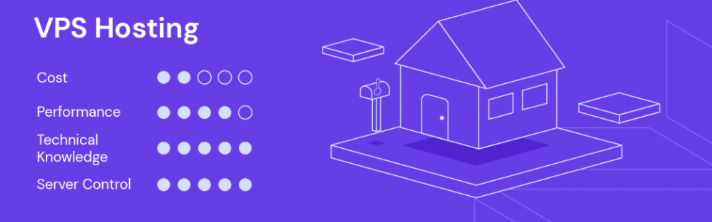 VPS Hosting
Cost
Performance
Technical
Knowledge
Server Control